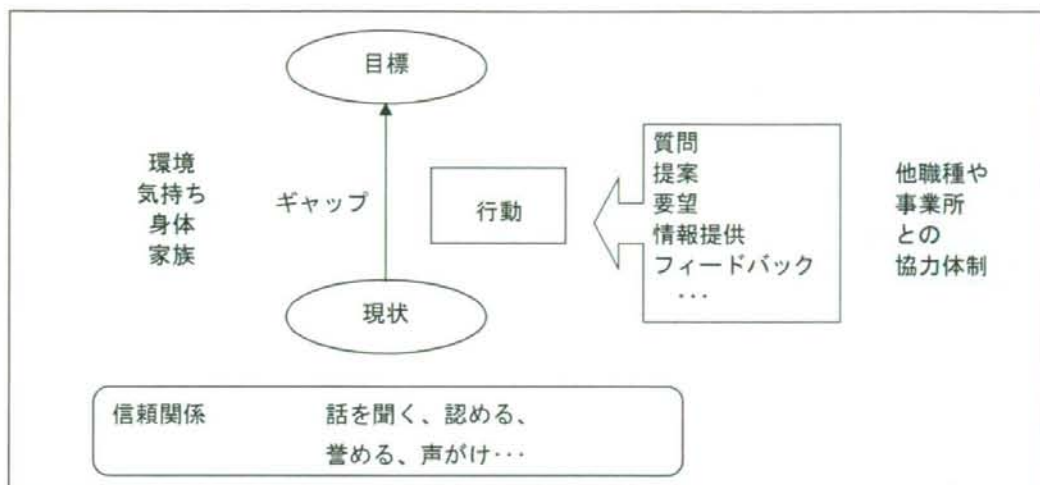 目標
環境
気持ち
身体
家族
ギャップ
行動
質問
提案
要望
情報提供
フィードバック
･･･
他職種や
事業所
との
協力体制
現状
信頼関係 話を聞く、認める、
誉める、声がけ･･･